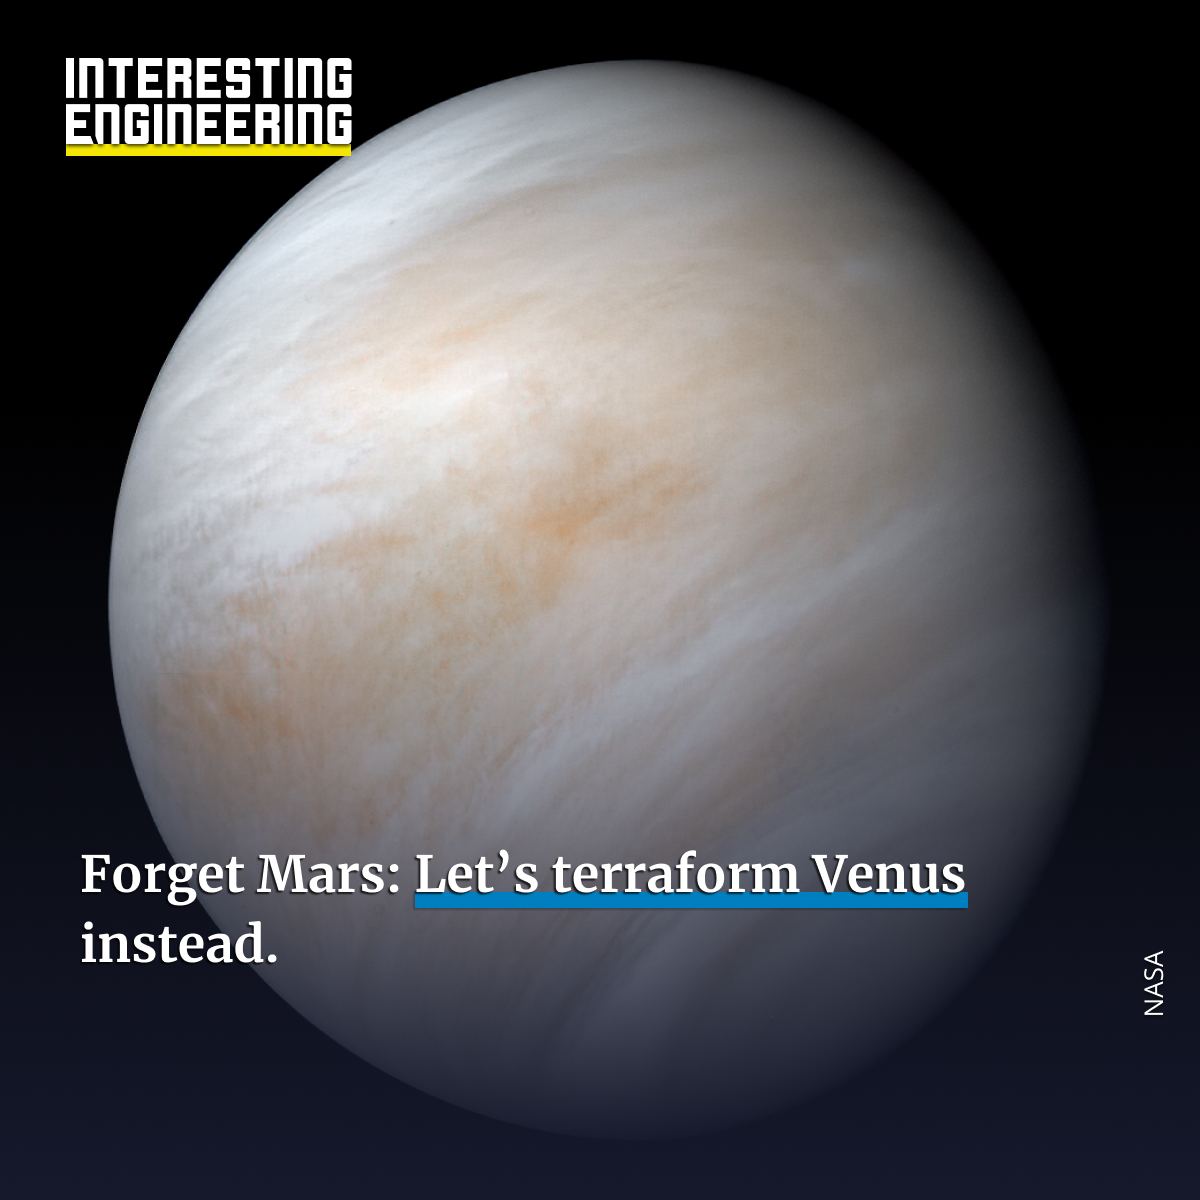 INTERESTING
ENGINEERING
Forget Mars: Let’s terraform Venus
instead.
NASA